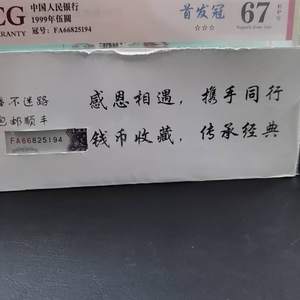 CG
WARRANTY
中国人民银行
1999年伍圆
冠号：FA66825194
首发冠
☆☆☆
67
感恩相遇，携手同行
不迷路
包邮顺丰
钱币收藏，传承经典
FA66825194